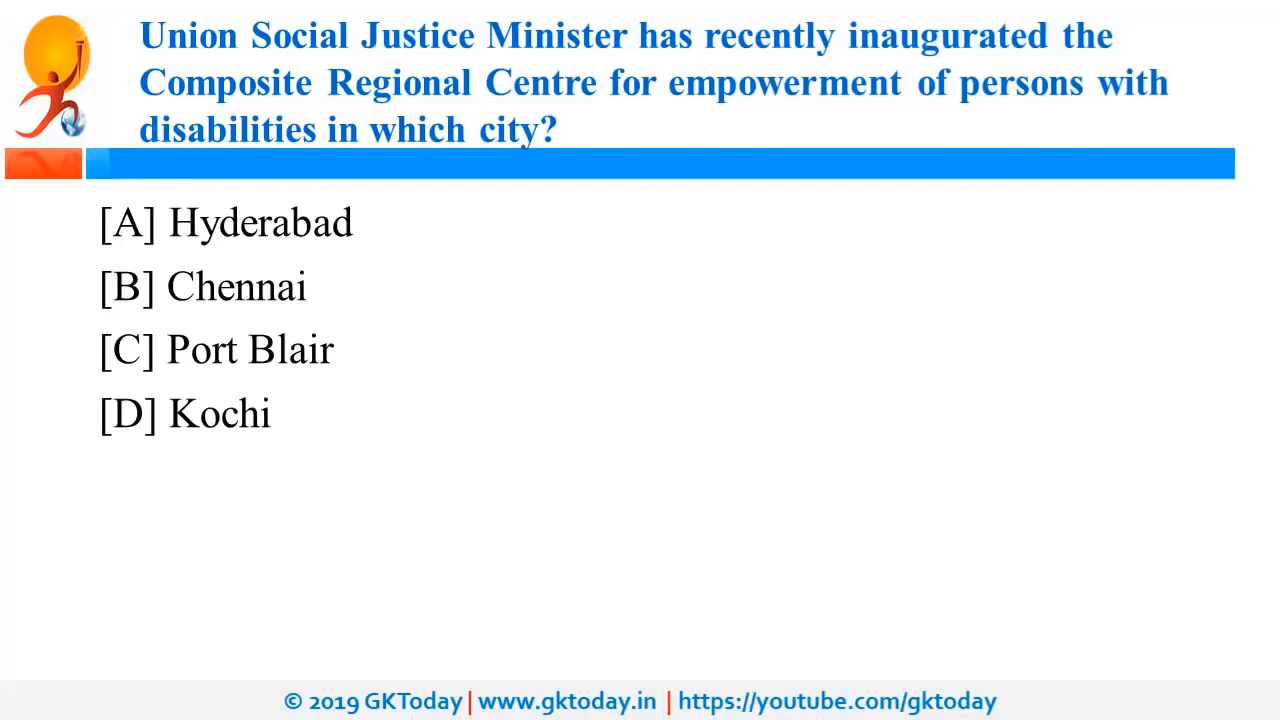 Union Social Justice Minister has recently inaugurated the
Composite Regional Centre for empowerment of persons with
disabilities in which city?
[A] Hyderabad
[B] Chennai
[C] Port Blair
[D] Kochi
© 2019 GKToday | www.gktoday.in | https://youtube.com/gktoday